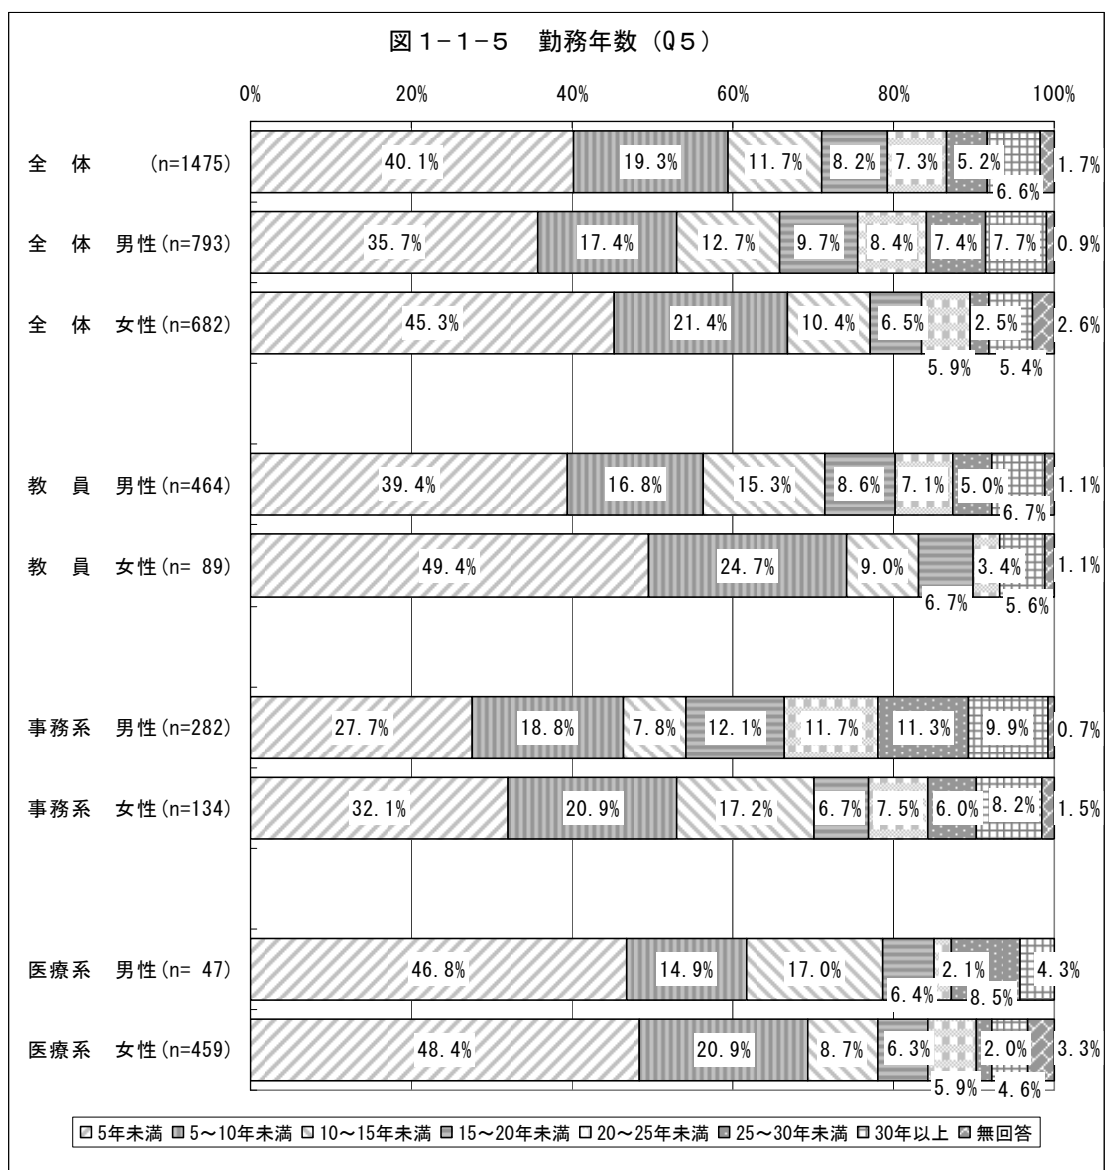 図1-1-5　勤務年数（Q5）
0% 20% 40% 60% 80% 100%
全　体　　(n=1475) 40.1% 19.3% 11.7% 8.2% 7.3% 5.2% 6.6% 1.7%
全　体　男性(n=793) 35.7% 17.4% 12.7% 9.7% 8.4% 7.4% 7.7% 0.9%
全　体　女性(n=682) 45.3% 21.4% 10.4% 6.5% 5.9% 2.5% 5.4% 2.6%
教　員　男性(n=464) 39.4% 16.8% 15.3% 8.6% 7.1% 5.0% 6.7% 1.1%
教　員　女性(n= 89) 49.4% 24.7% 9.0% 6.7% 3.4% 5.6% 1.1%
事務系　男性(n=282) 27.7% 18.8% 7.8% 12.1% 11.7% 11.3% 9.9% 0.7%
事務系　女性(n=134) 32.1% 20.9% 17.2% 6.7% 7.5% 6.0% 8.2% 1.5%
医療系　男性(n= 47) 46.8% 14.9% 17.0% 6.4% 2.1% 8.5% 4.3%
医療系　女性(n=459) 48.4% 20.9% 8.7% 6.3% 5.9% 2.0% 4.6% 3.3%
5年未満 5～10年未満 10～15年未満 15～20年未満 20～25年未満 25～30年未満 30年以上 無回答